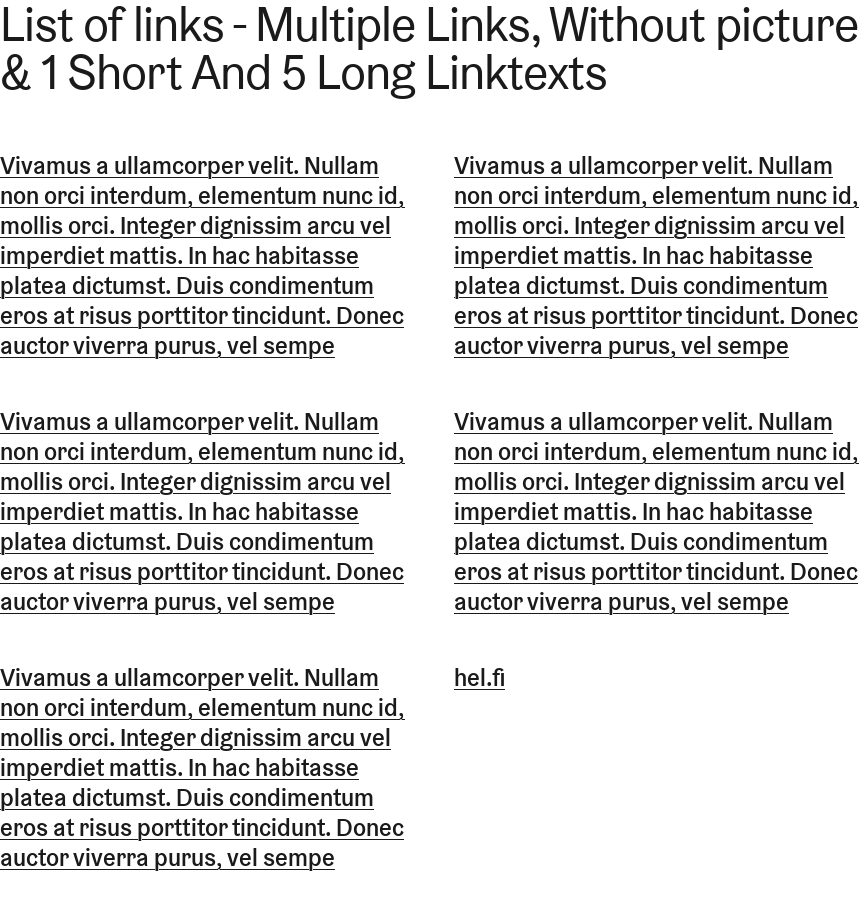 List of links - Multiple Links, Without picture
& 1 Short And 5 Long Linktexts
Vivamus a ullamcorper velit. Nullam
non orci interdum, elementum nunc id,
mollis orci. Integer dignissim arcu vel
imperdiet mattis. In hac habitasse
platea dictumst. Duis condimentum
eros at risus porttitor tincidunt. Donec
auctor viverra purus, vel sempe
Vivamus a ullamcorper velit. Nullam
non orci interdum, elementum nunc id,
mollis orci. Integer dignissim arcu vel
imperdiet mattis. In hac habitasse
platea dictumst. Duis condimentum
eros at risus porttitor tincidunt. Donec
auctor viverra purus, vel sempe
Vivamus a ullamcorper velit. Nullam
non orci interdum, elementum nunc id,
mollis orci. Integer dignissim arcu vel
imperdiet mattis. In hac habitasse
platea dictumst. Duis condimentum
eros at risus porttitor tincidunt. Donec
auctor viverra purus, vel sempe
Vivamus a ullamcorper velit. Nullam
non orci interdum, elementum nunc id,
mollis orci. Integer dignissim arcu vel
imperdiet mattis. In hac habitasse
platea dictumst. Duis condimentum
eros at risus porttitor tincidunt. Donec
auctor viverra purus, vel sempe
Vivamus a ullamcorper velit. Nullam
non orci interdum, elementum nunc id,
mollis orci. Integer dignissim arcu vel
imperdiet mattis. In hac habitasse
platea dictumst. Duis condimentum
eros at risus porttitor tincidunt. Donec
auctor viverra purus, vel sempe
hel.fi